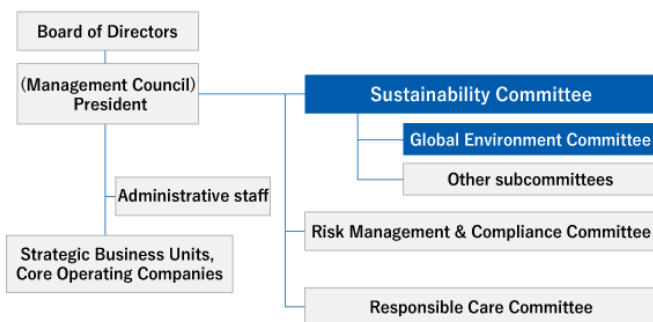 Board of Directors
(Management Council)
President
Sustainability Committee
Global Environment Committee
Other subcommittees
Administrative staff
Risk Management & Compliance Committee
Strategic Business Units,
Core Operating Companies
Responsible Care Committee